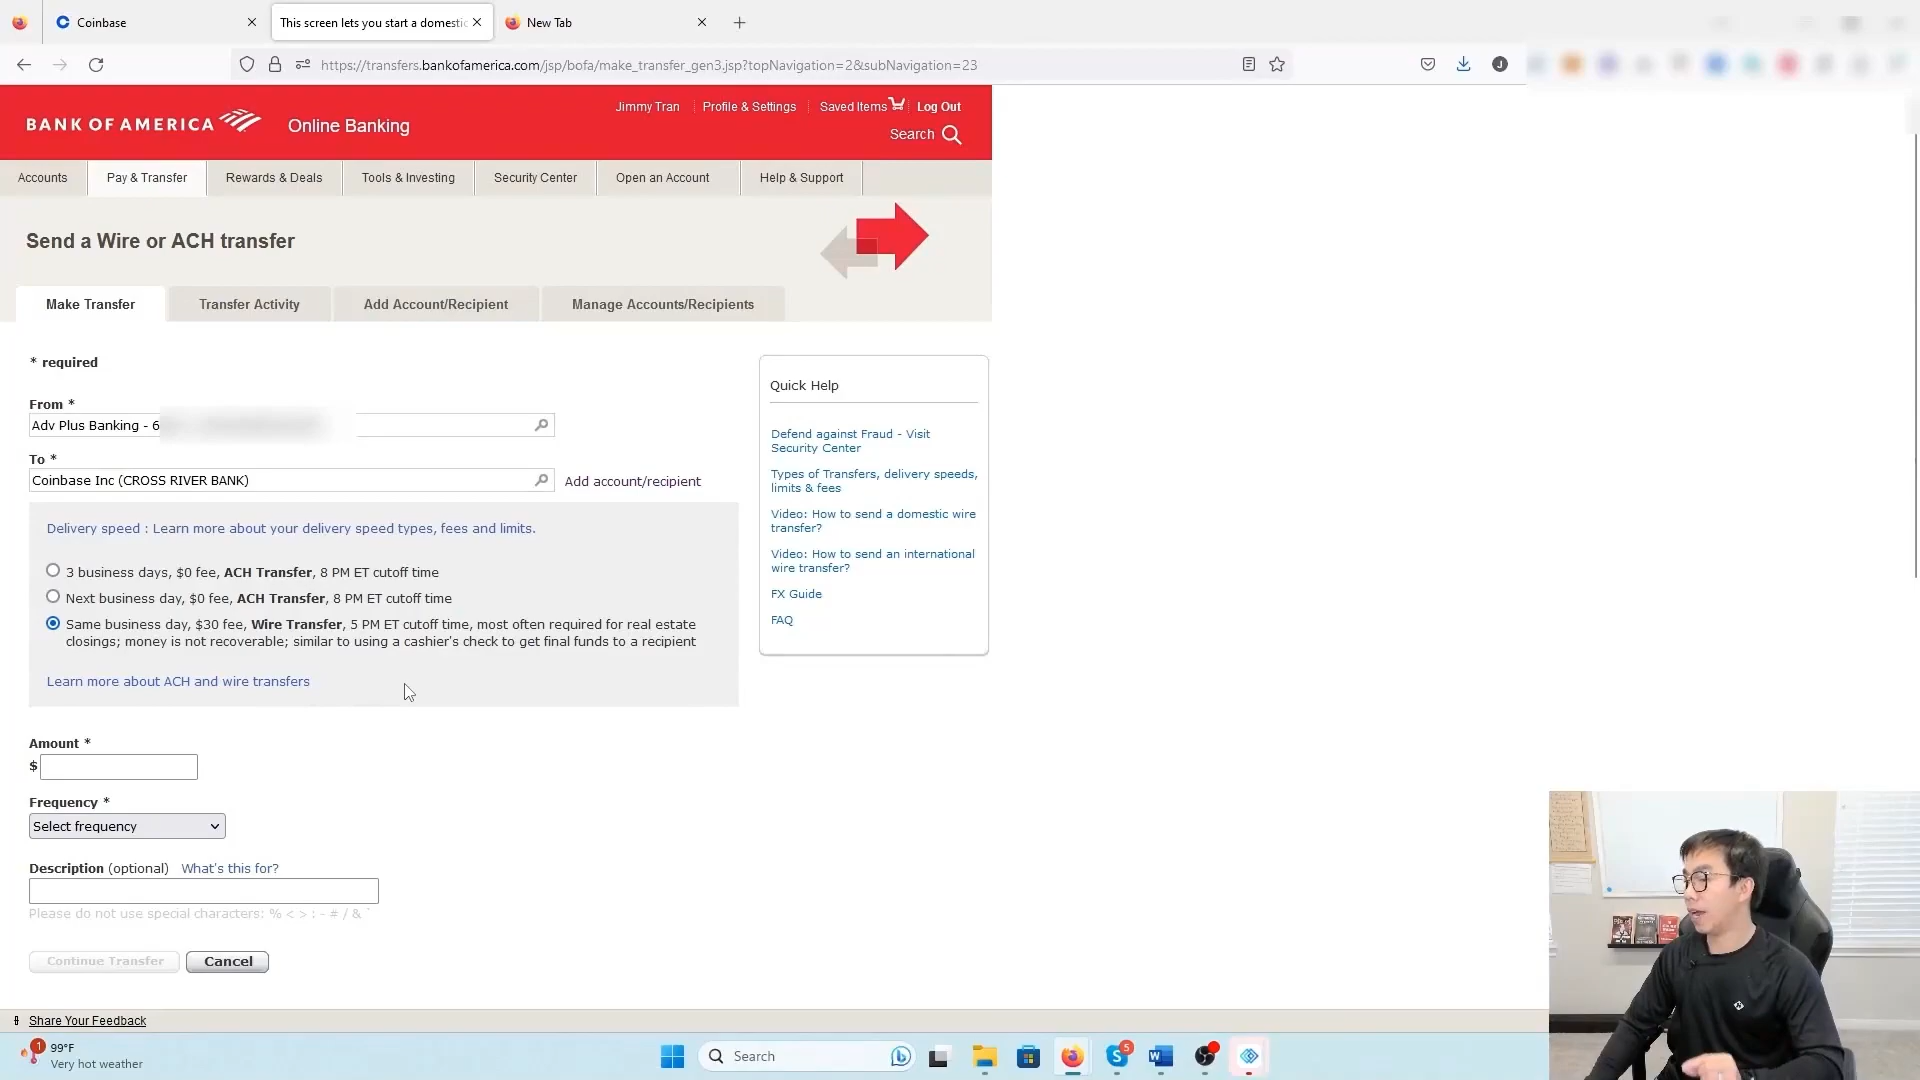 Coinbase
This screen lets you start a domestic
New Tab
https://transfers.bankofamerica.com/jsp/bofa/make_transfer_gen3.jsp?topNavigation=2&subNavigation=23
J
Jimmy Tran
Profile & Settings
Saved Items
Log Out
BANK OF AMERICA
Online Banking
Search
Accounts
Pay & Transfer
Rewards & Deals
Tools & Investing
Security Center
Open an Account
Help & Support
Send a Wire or ACH transfer
Make Transfer
Transfer Activity
Add Account/Recipient
Manage Accounts/Recipients
* required
From *
Adv Plus Banking - 6
To *
Coinbase Inc (CROSS RIVER BANK)
Add account/recipient
Delivery speed : Learn more about your delivery speed types, fees and limits.
3 business days, $0 fee, ACH Transfer, 8 PM ET cutoff time
Next business day, $0 fee, ACH Transfer, 8 PM ET cutoff time
Same business day, $30 fee, Wire Transfer, 5 PM ET cutoff time, most often required for real estate
closings; money is not recoverable; similar to using a cashier's check to get final funds to a recipient
Learn more about ACH and wire transfers
Quick Help
Defend against Fraud - Visit
Security Center
Types of Transfers, delivery speeds,
limits & fees
Video: How to send a domestic wire
transfer?
Video: How to send an international
wire transfer?
FX Guide
FAQ
Amount *
$
Frequency *
Select frequency
Description (optional) What's this for?
Please do not use special characters; % < > : - # / & `
Continue Transfer
Cancel
Share Your Feedback
1
99°F
Very hot weather
Search
5